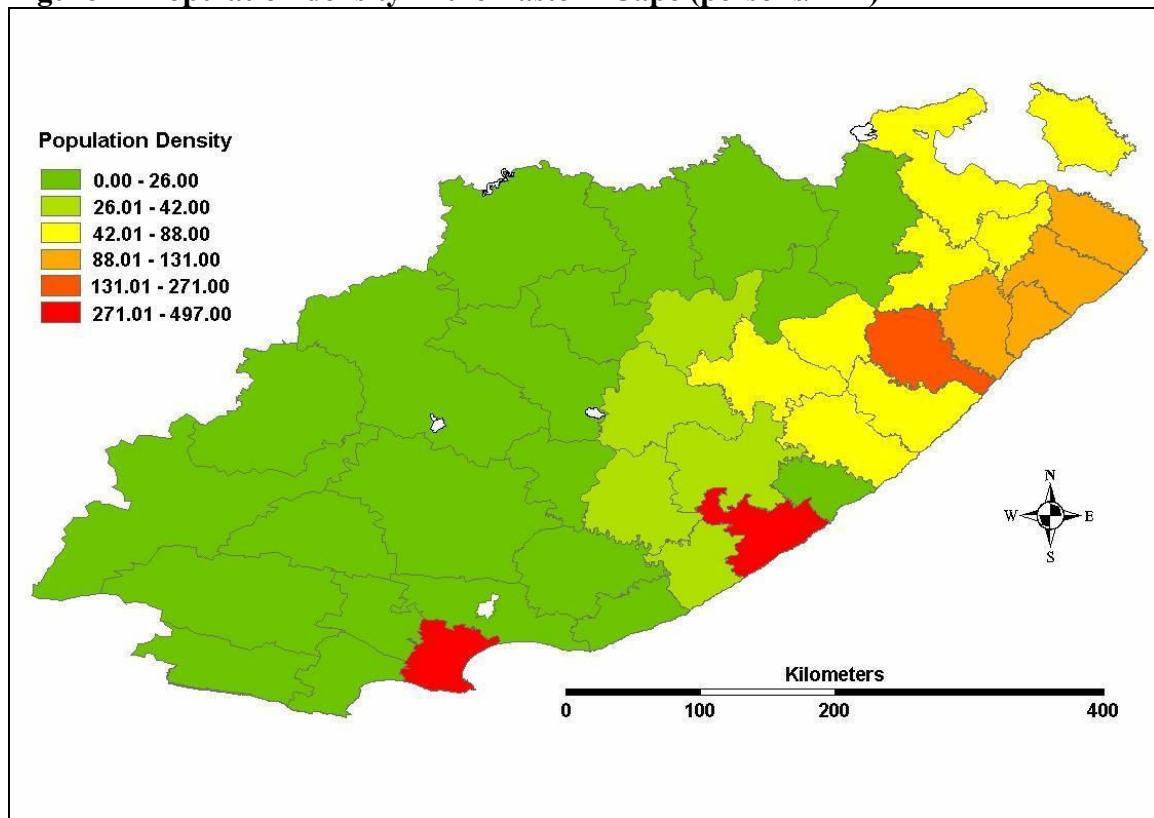 Population Density
0.00 - 26.00
26.01 - 42.00
42.01 - 88.00
88.01 - 131.00
131.01 - 271.00
271.01 - 497.00
N
W E
S
Kilometers
0 100 200 400